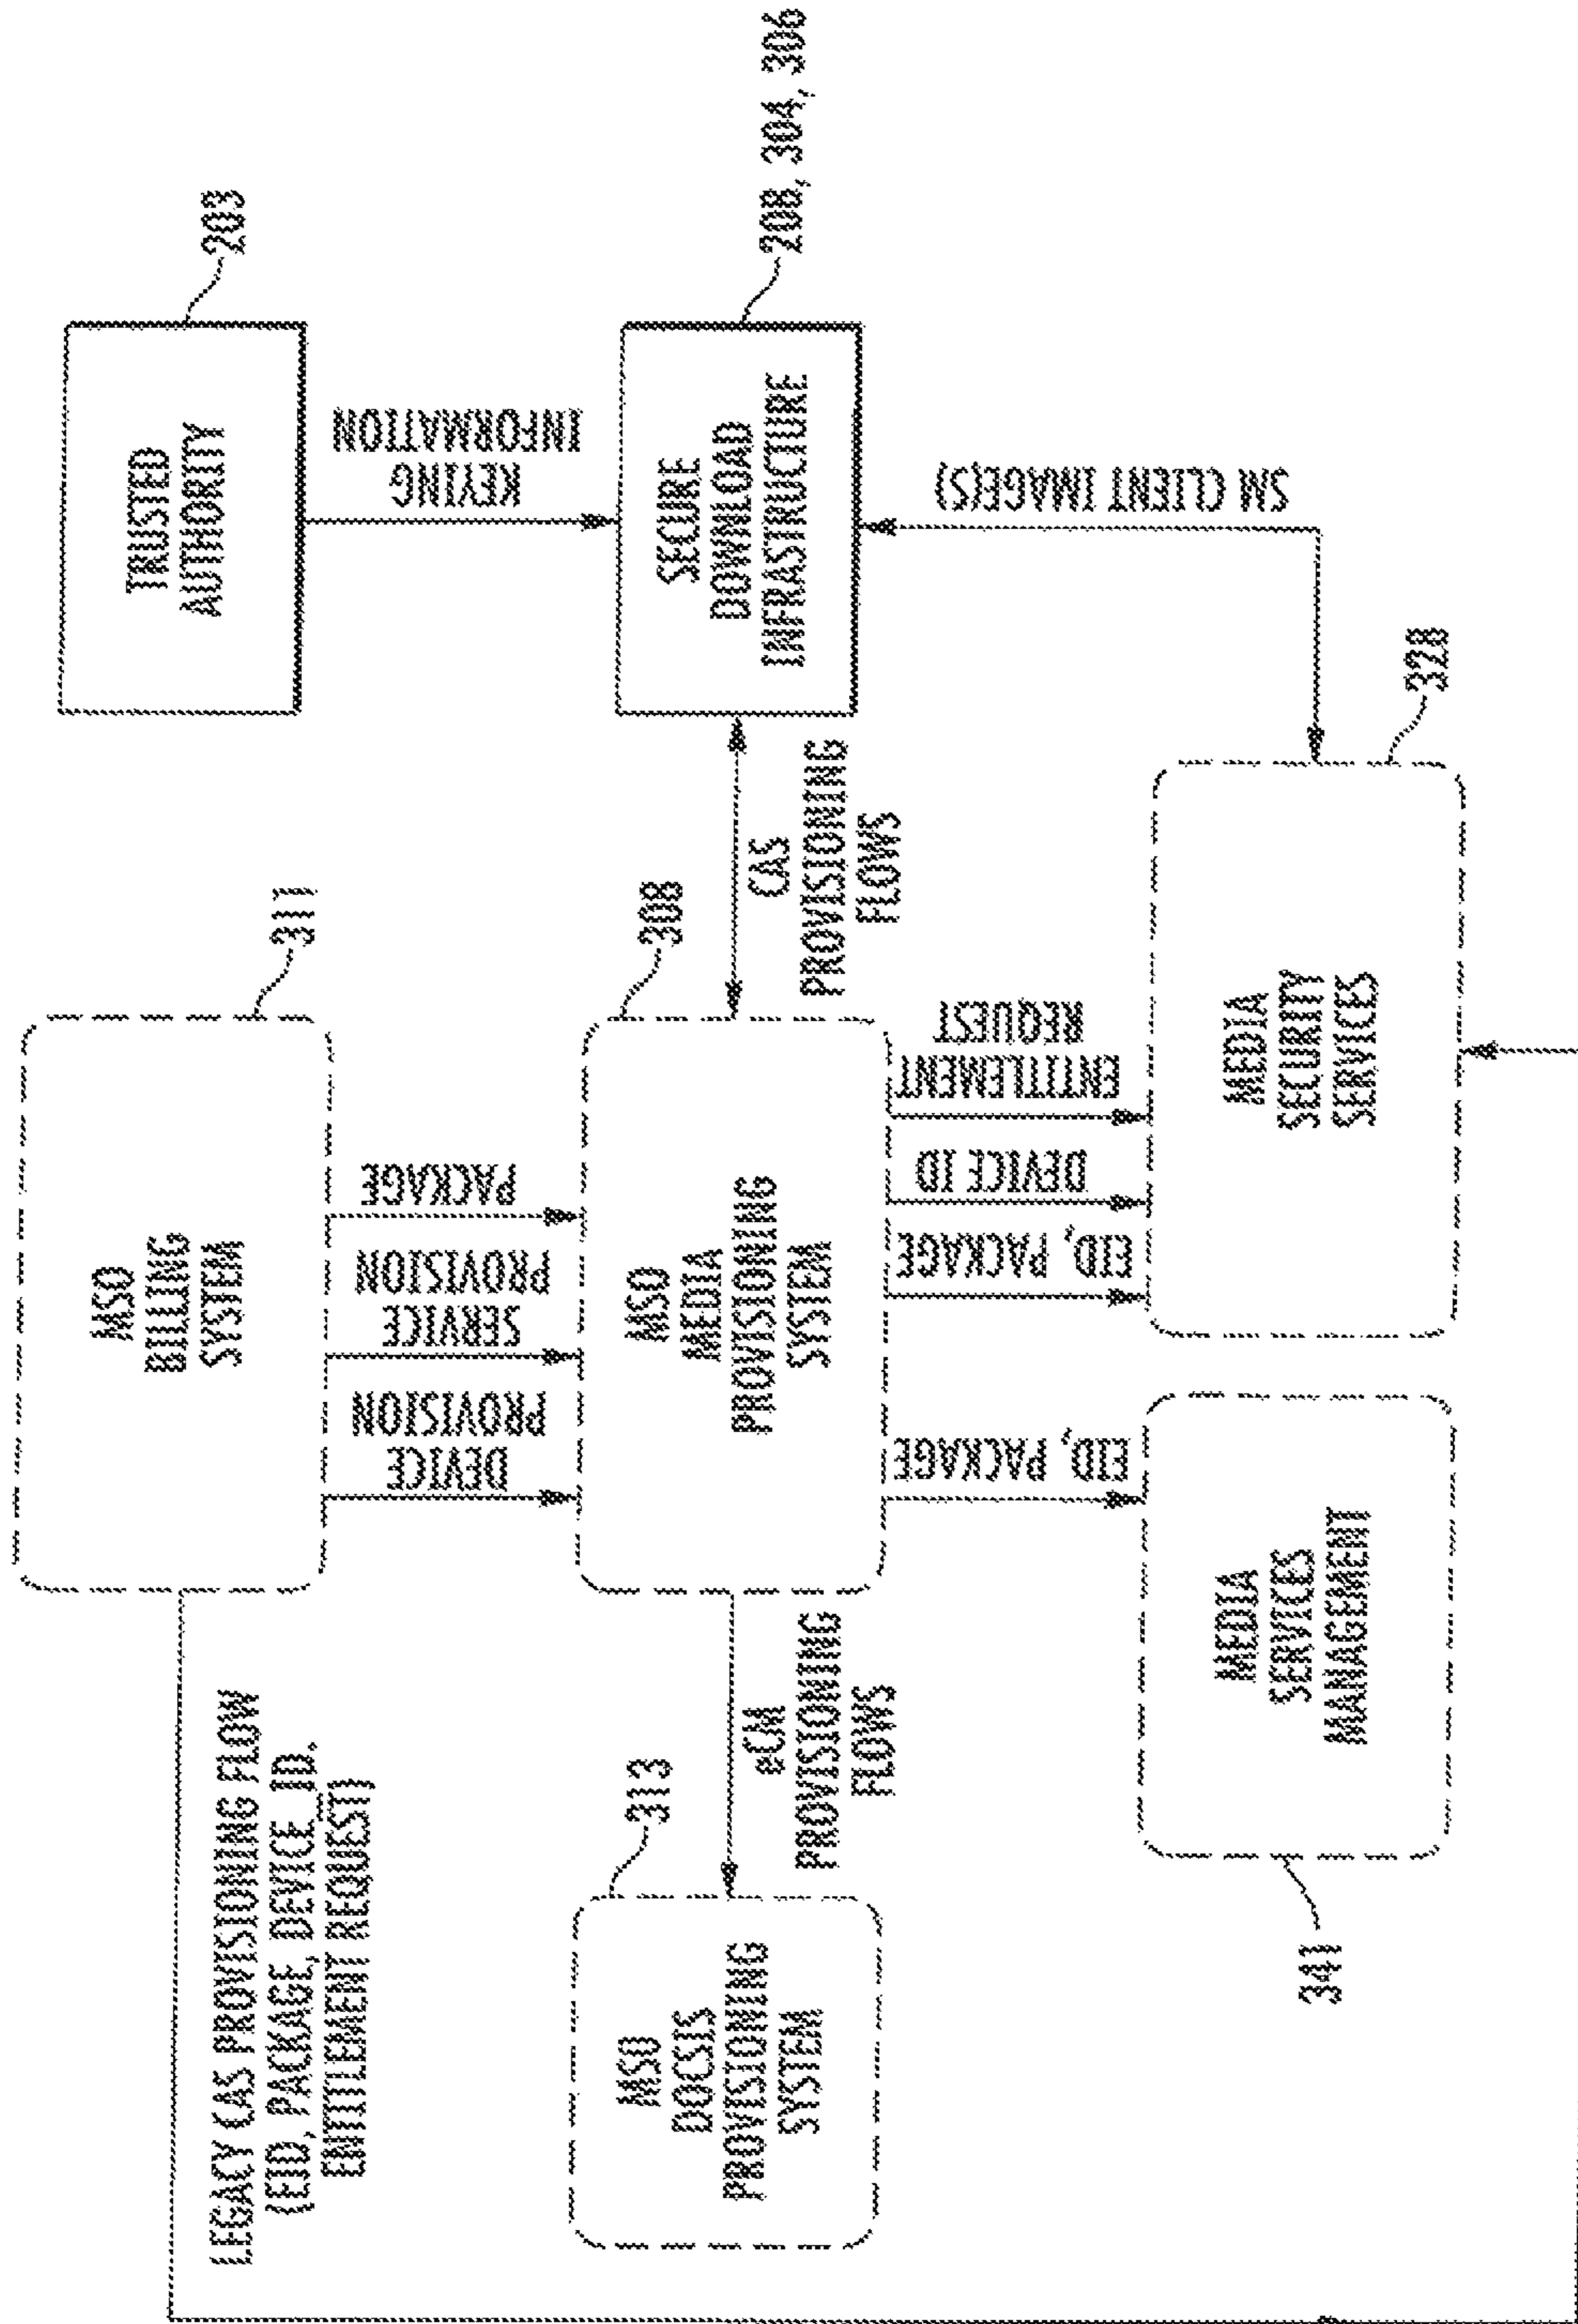 LEGACY CAS PROVISIONING FLOW
(EID, PACKAGE, DEVICE_ID,
ENTITLEMENT REQUEST)
MSO
BILLING
SYSTEM
311
TRUSTED
AUTHORITY
203
DEVICE
PROVISION
SERVICE
PROVISION
PACKAGE
KEYING
INFORMATION
313
MSO
DOCSIS
PROVISIONING
SYSTEM
eCM
PROVISIONING
FLOWS
MSO
MEDIA
PROVISIONING
SYSTEM
308
CAS
PROVISIONING
FLOWS
SECURE
DOWNLOAD
INFRASTRUCTURE
208, 304, 306
EID, PACKAGE
EID, PACKAGE
DEVICE ID
ENTITLEMENT
REQUEST
SM CLIENT IMAGE(S)
341
MEDIA
SERVICES
MANAGEMENT
MEDIA
SECURITY
SERVICES
328